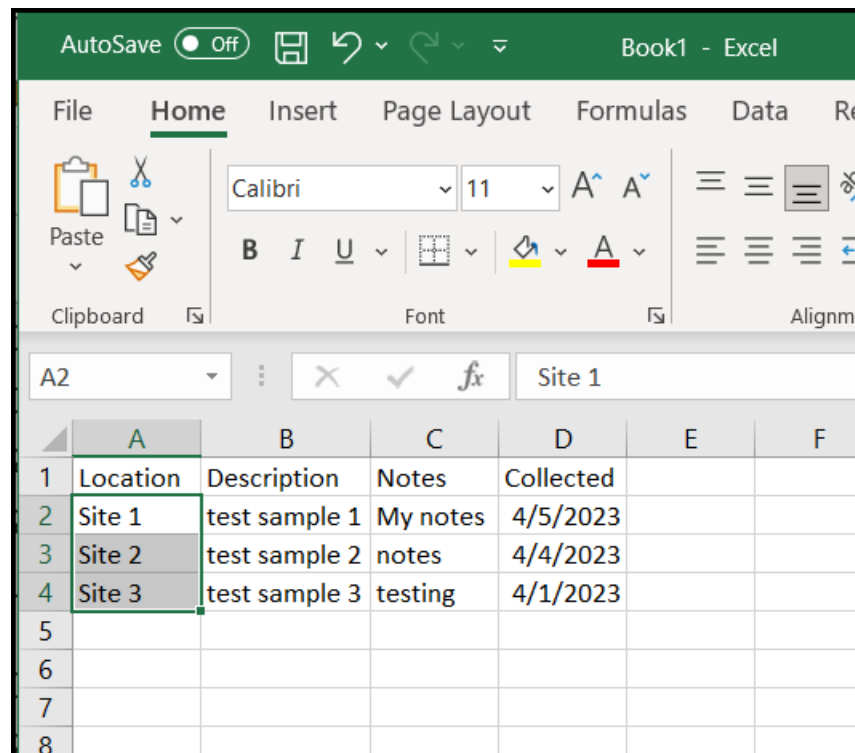 AutoSave Off Book1 - Excel
File Home Insert Page Layout Formulas Data
Calibri 11 A A
Paste
B I U A
Clipboard Font
A2 fx Site 1
A B C D E F
1 Location Description Notes Collected
2 Site 1 test sample 1 My notes 4/5/2023
3 Site 2 test sample 2 notes 4/4/2023
4 Site 3 test sample 3 testing 4/1/2023
5
6
7
8